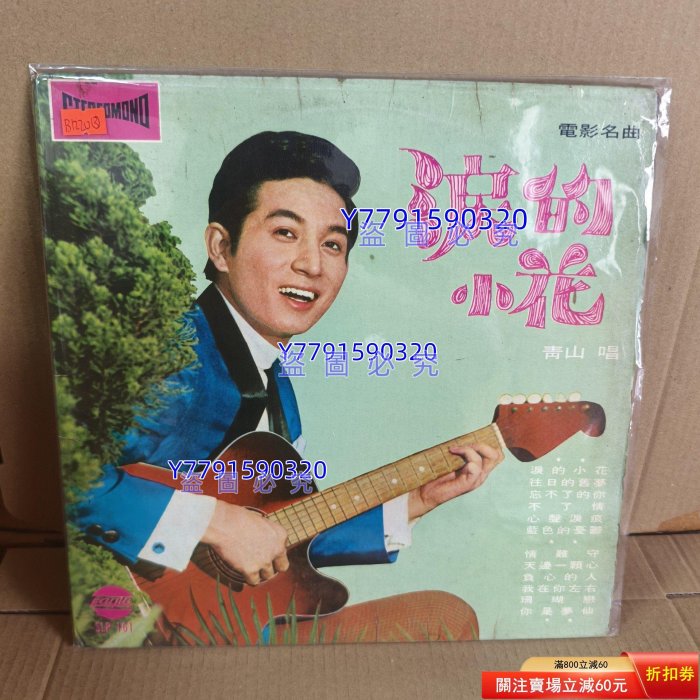 STEREOMONO
B1220③
電影名曲
淚的
小花
Y7791590320
盜圖必究
青山 唱
Y7791590320
盜圖必究
Y7791590320
盜圖必究
淚的小花
往日的舊夢
忘不了的你
不了情
心聲淚痕
藍色的憂鬱
情難守
天邊一顆心
負心的人
我在你左右
珊瑚戀
你是夢仙
滿800立減60
關注賣場立減60元
折扣券